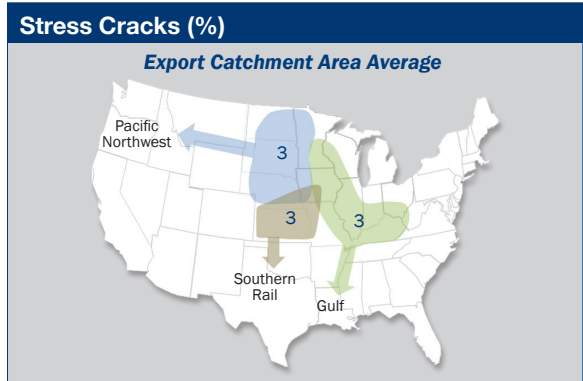 Stress Cracks (%)
Export Catchment Area Average
Pacific
Northwest
3
3
3
Southern
Rail
Gulf